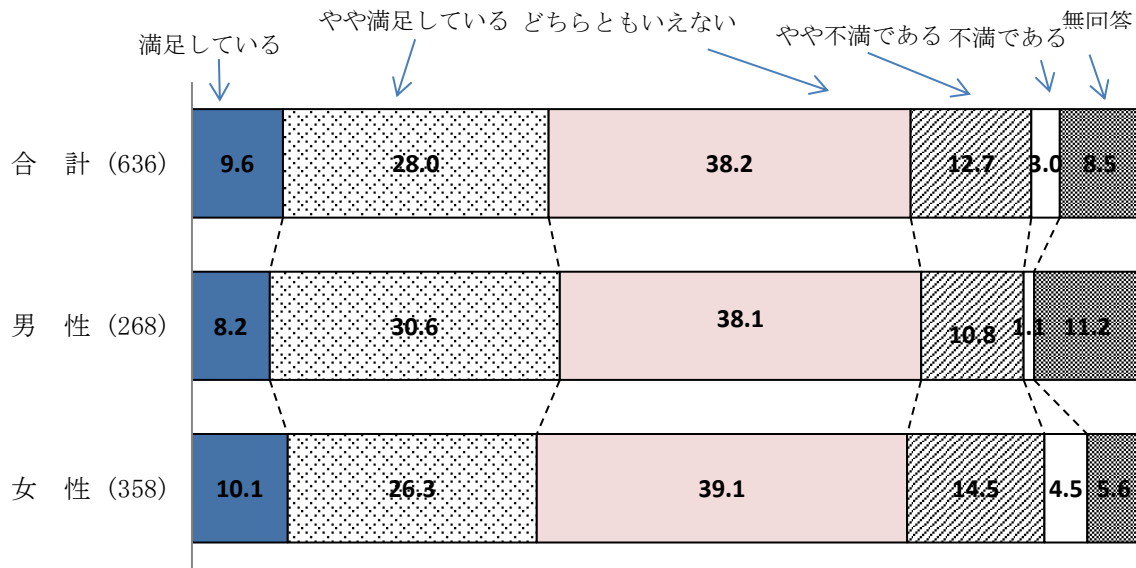 満足している やや満足している どちらともいえない やや不満である 不満である 無回答
合 計 (636) 9.6 28.0 38.2 12.7 3.0 8.5
男 性 (268) 8.2 30.6 38.1 10.8 1.1 11.2
女 性 (358) 10.1 26.3 39.1 14.5 4.5 5.6